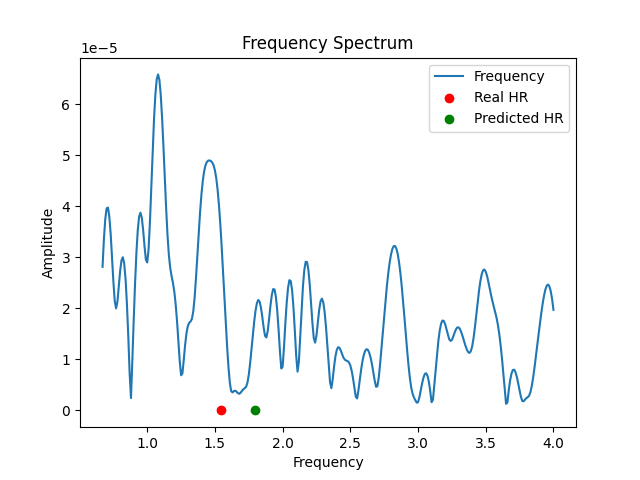 Frequency Spectrum
1e−5
Frequency
Real HR
Predicted HR
Amplitude
6
5
4
3
2
1
0
1.0 1.5 2.0 2.5 3.0 3.5 4.0
Frequency